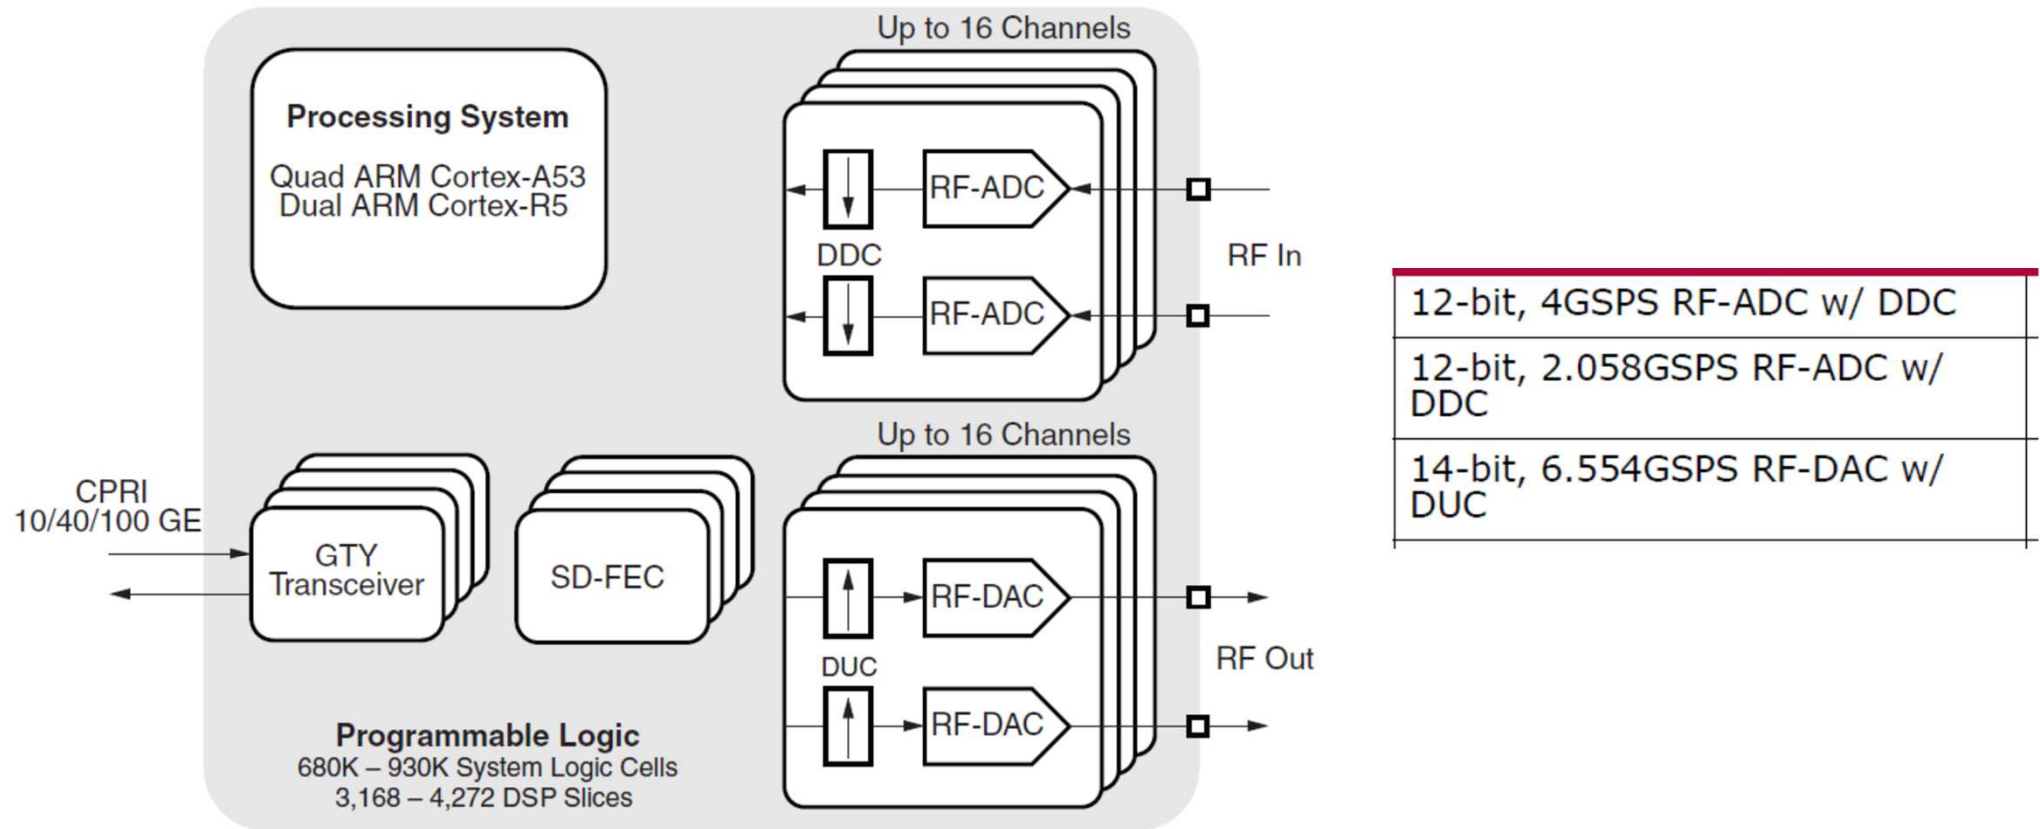 Up to 16 Channels
Processing System
Quad ARM Cortex-A53
Dual ARM Cortex-R5
RF-ADC
DDC
RF-ADC
RF In
12-bit, 4GSPS RF-ADC w/ DDC
12-bit, 2.058GSPS RF-ADC w/
DDC
14-bit, 6.554GSPS RF-DAC w/
DUC
Up to 16 Channels
CPRI
10/40/100 GE
GTY
Transceiver
SD-FEC
RF-DAC
DUC
RF-DAC
RF Out
Programmable Logic
680K – 930K System Logic Cells
3,168 – 4,272 DSP Slices